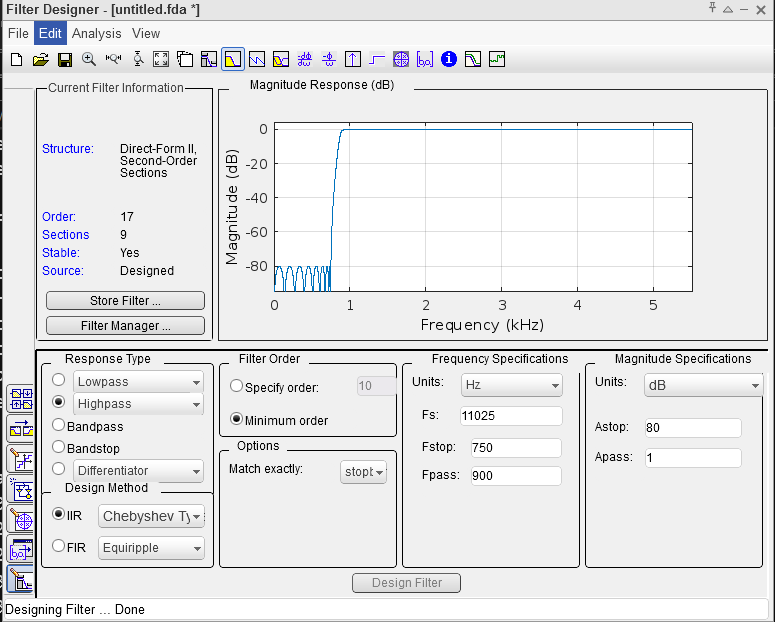 Filter Designer - [untitled.fda *]
File Edit Analysis View
Current Filter Information
Structure: Direct-Form II,
Second-Order
Sections
Order: 17
Sections 9
Stable: Yes
Source: Designed
Store Filter ...
Filter Manager ...
Magnitude Response (dB)
Magnitude (dB)
0
-20
-40
-60
-80
0 1 2 3 4 5
Frequency (kHz)
Response Type
Lowpass
Highpass
Bandpass
Bandstop
Differentiator
Design Method
IIR Chebyshev Ty
FIR Equiripple
Filter Order
Specify order: 10
Minimum order
Options
Match exactly: stopt
Frequency Specifications
Units: Hz
Fs: 11025
Fstop: 750
Fpass: 900
Magnitude Specifications
Units: dB
Astop: 80
Apass: 1
Design Filter
Designing Filter ... Done